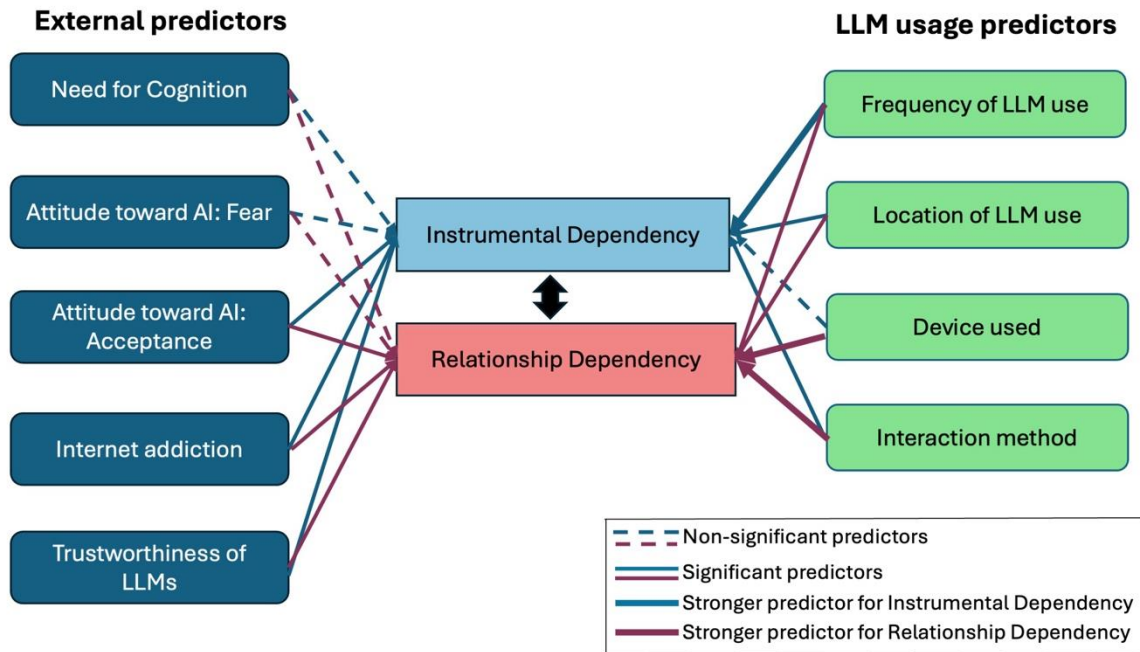 External predictors
Need for Cognition
Attitude toward AI: Fear
Attitude toward AI:
Acceptance
Internet addiction
Trustworthiness of
LLMs
Instrumental Dependency
Relationship Dependency
LLM usage predictors
Frequency of LLM use
Location of LLM use
Device used
Interaction method
Non-significant predictors
Significant predictors
Stronger predictor for Instrumental Dependency
Stronger predictor for Relationship Dependency